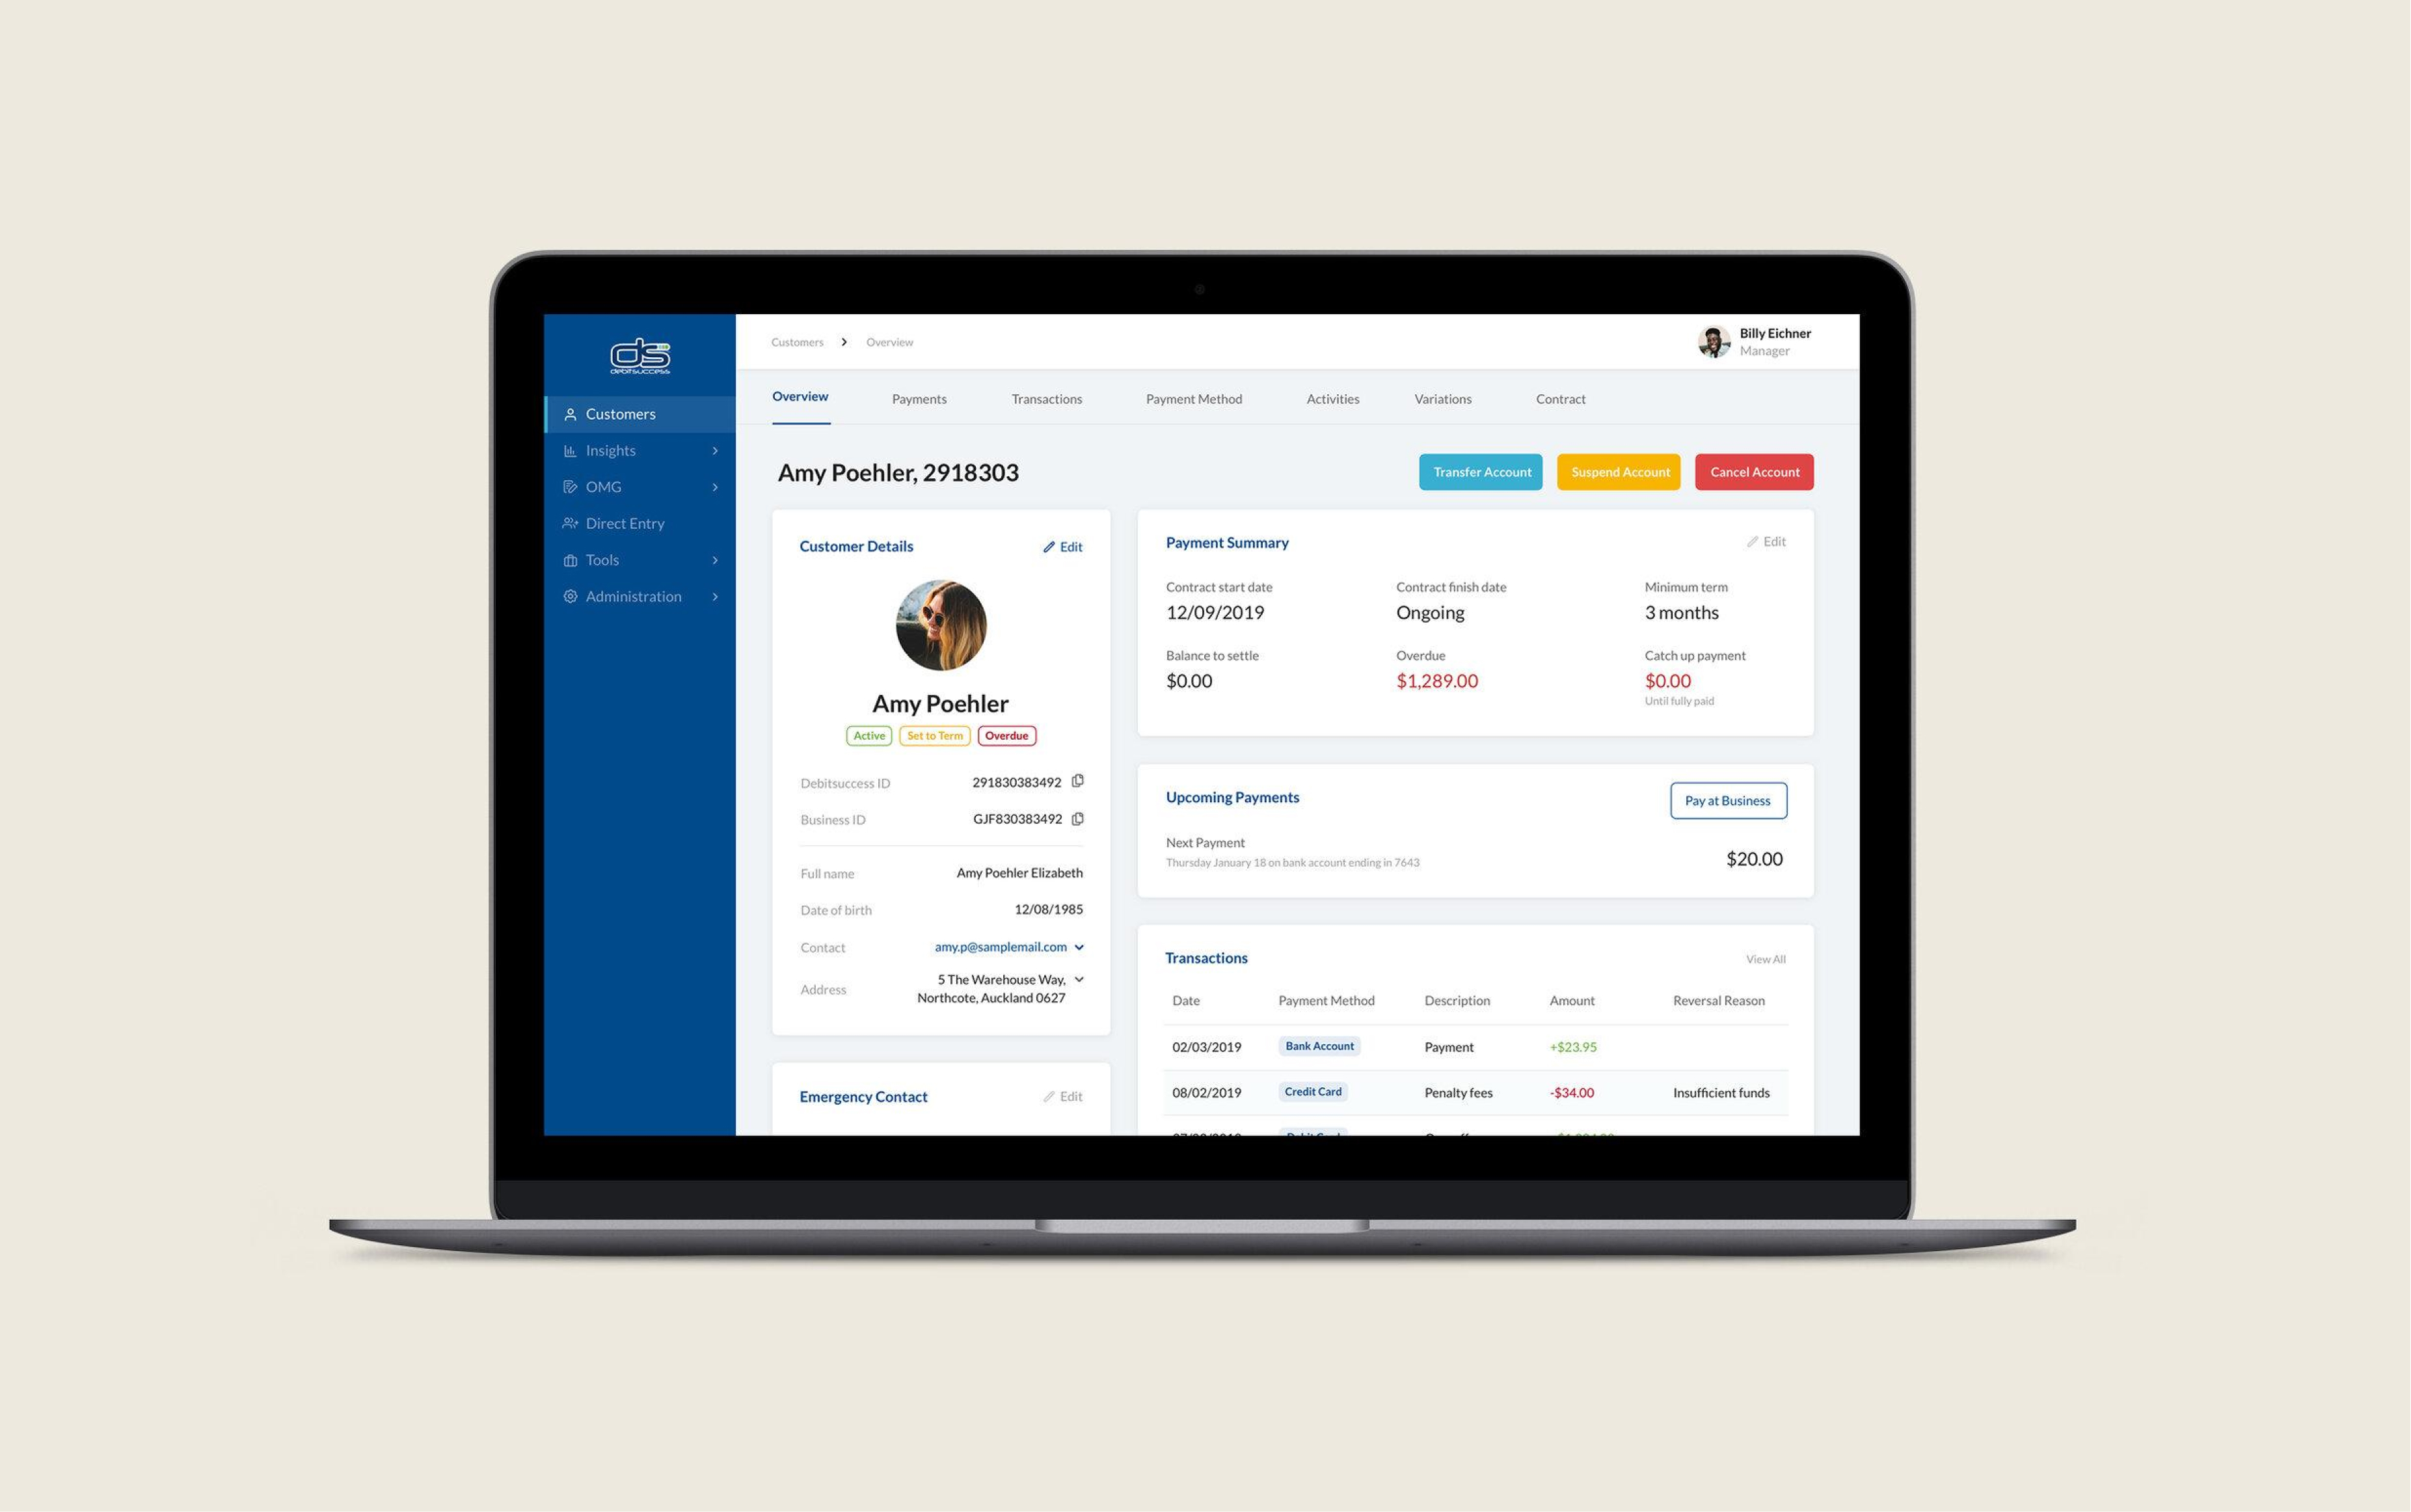 ds
debitsuccess
Customers
Insights
OMG
Direct Entry
Tools
Administration
Customers
Overview
Billy Eichner
Manager
Overview
Payments
Transactions
Payment Method
Activities
Variations
Contract
Amy Poehler, 2918303
Transfer Account
Suspend Account
Cancel Account
Customer Details
Edit
Amy Poehler
Active
Set to Term
Overdue
Debitsuccess ID
291830383492
Business ID
GJF830383492
Full name
Amy Poehler Elizabeth
Date of birth
12/08/1985
Contact
amy.p@samplemail.com
Address
5 The Warehouse Way,
Northcote, Auckland 0627
Emergency Contact
Edit
Payment Summary
Edit
Contract start date
Contract finish date
Minimum term
12/09/2019
Ongoing
3 months
Balance to settle
Overdue
Catch up payment
$0.00
$1,289.00
$0.00
Until fully paid
Upcoming Payments
Pay at Business
Next Payment
Thursday January 18 on bank account ending in 7643
$20.00
Transactions
View All
Date
Payment Method
Description
Amount
Reversal Reason
02/03/2019
Bank Account
Payment
+$23.95
08/02/2019
Credit Card
Penalty fees
-$34.00
Insufficient funds